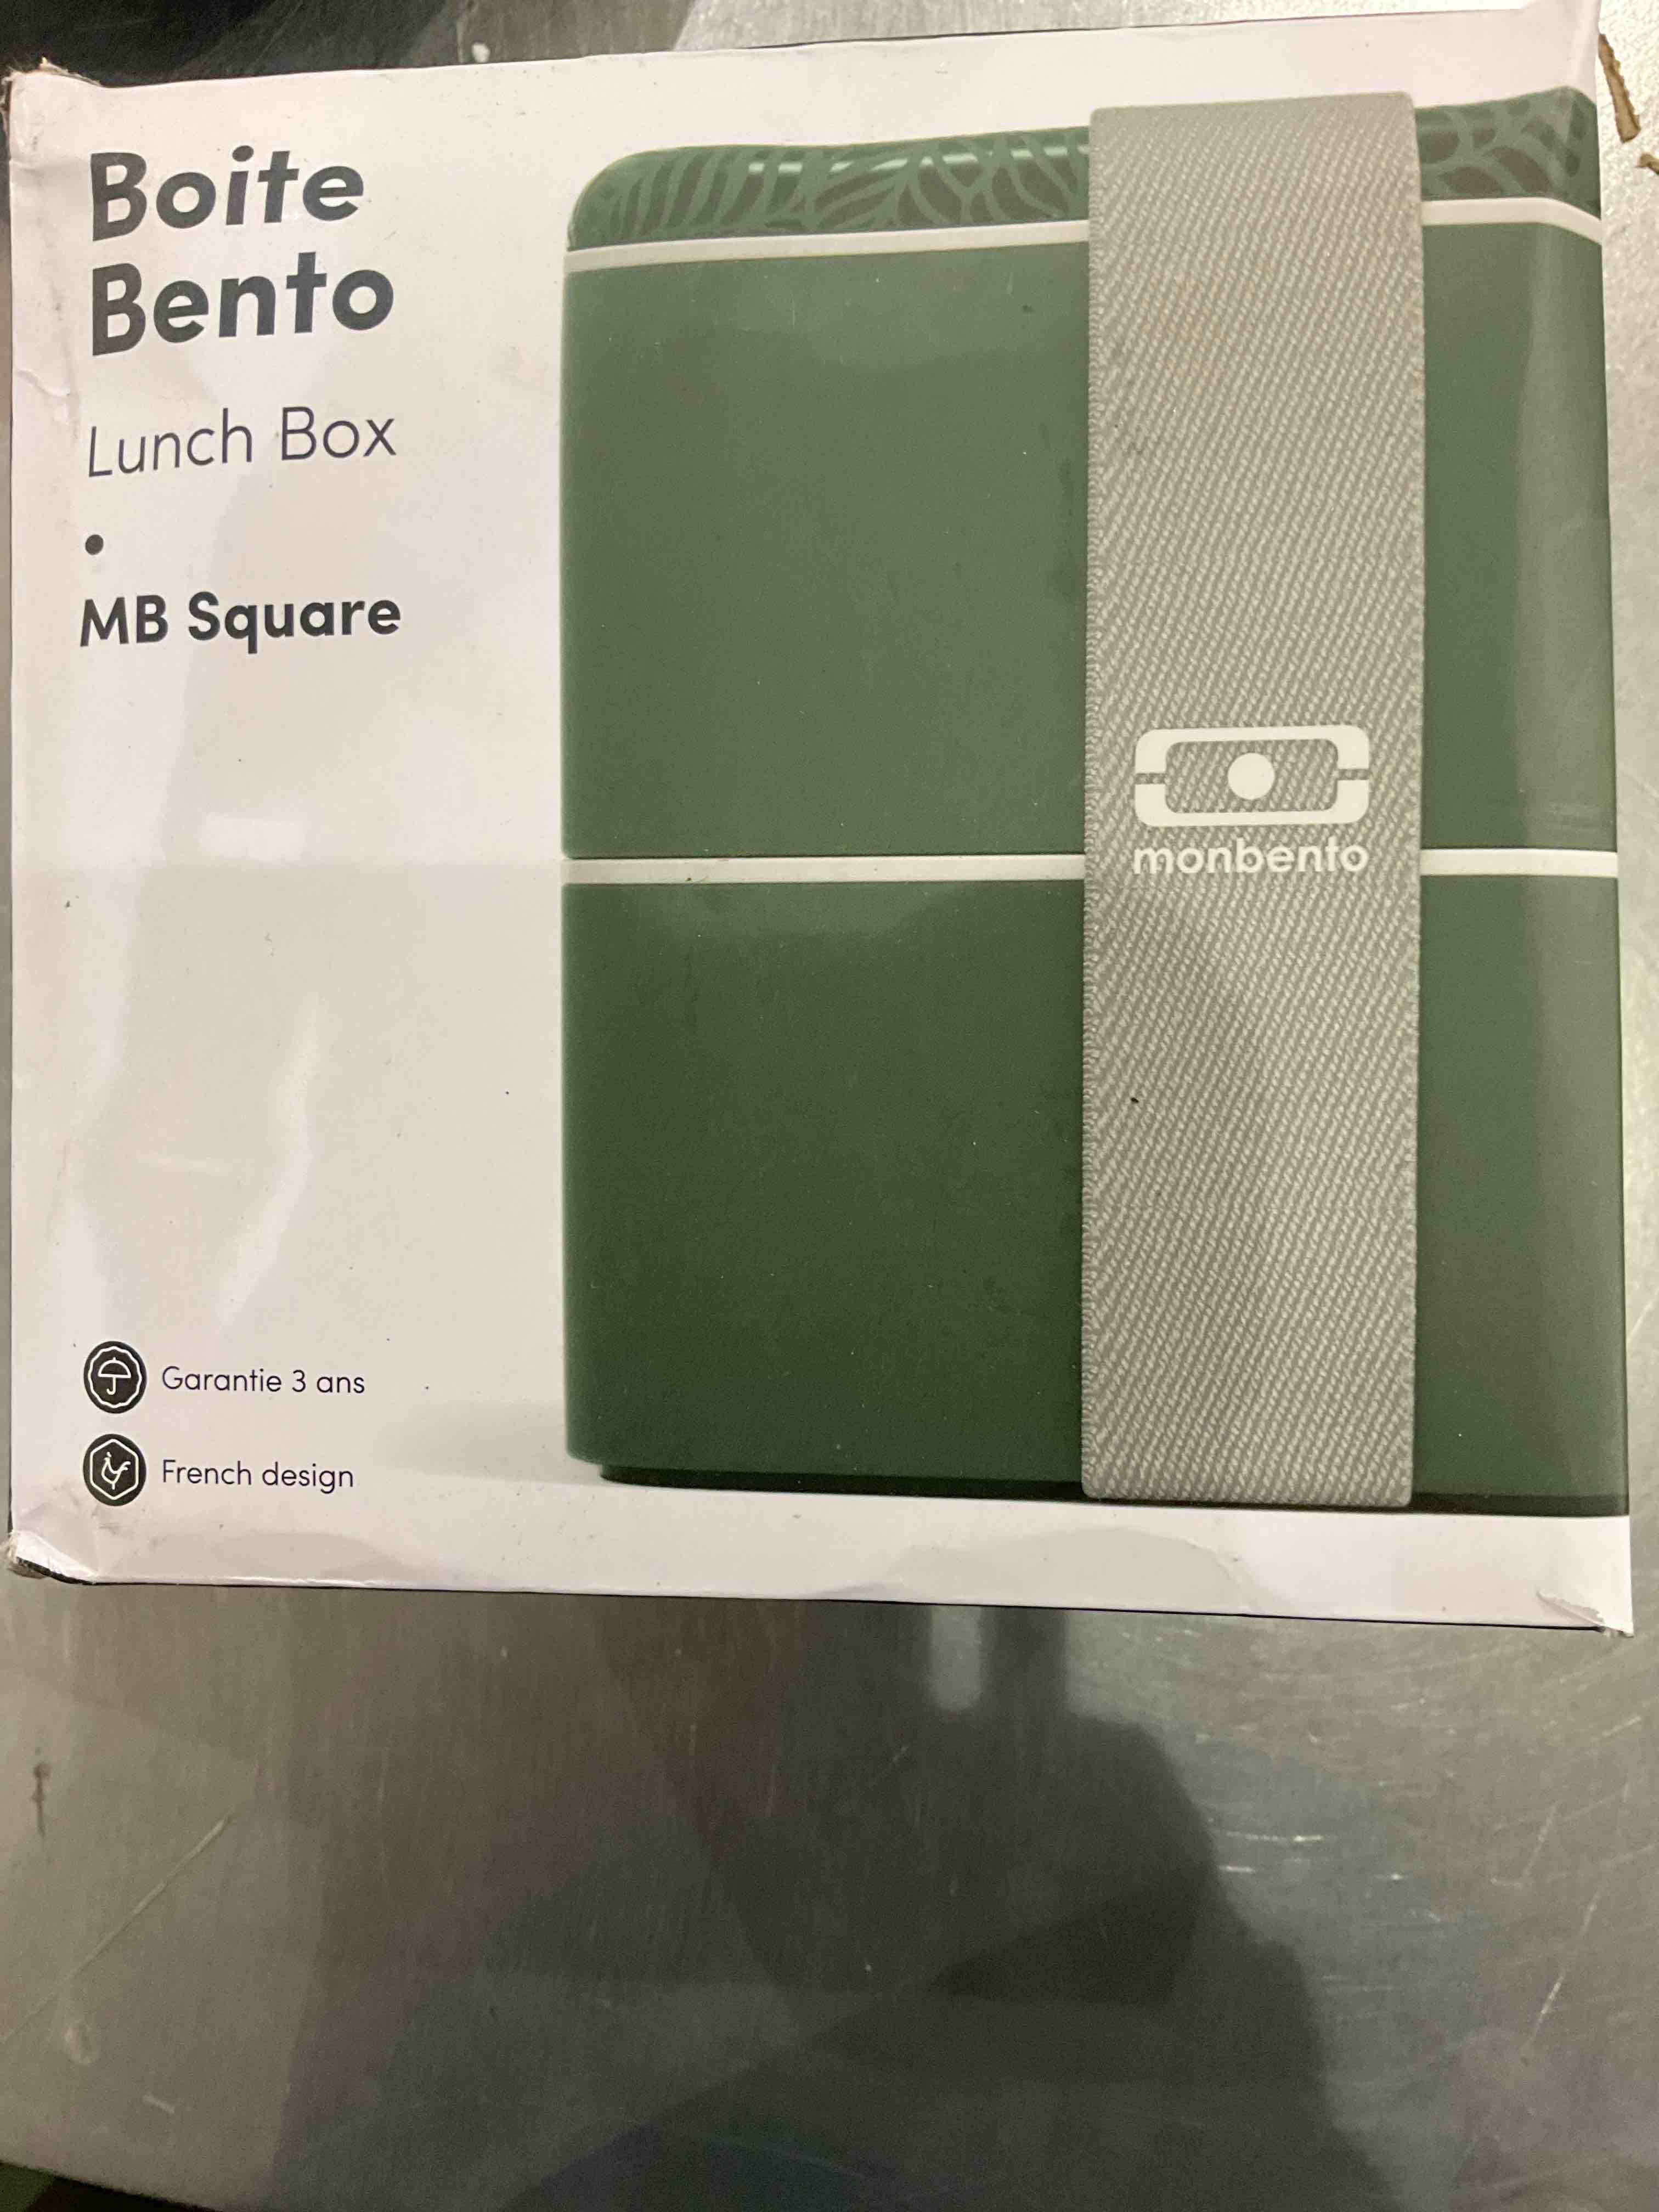 Boite
Bento
Lunch Box
•
MB Square
monbento
Garantie 3 ans
French design